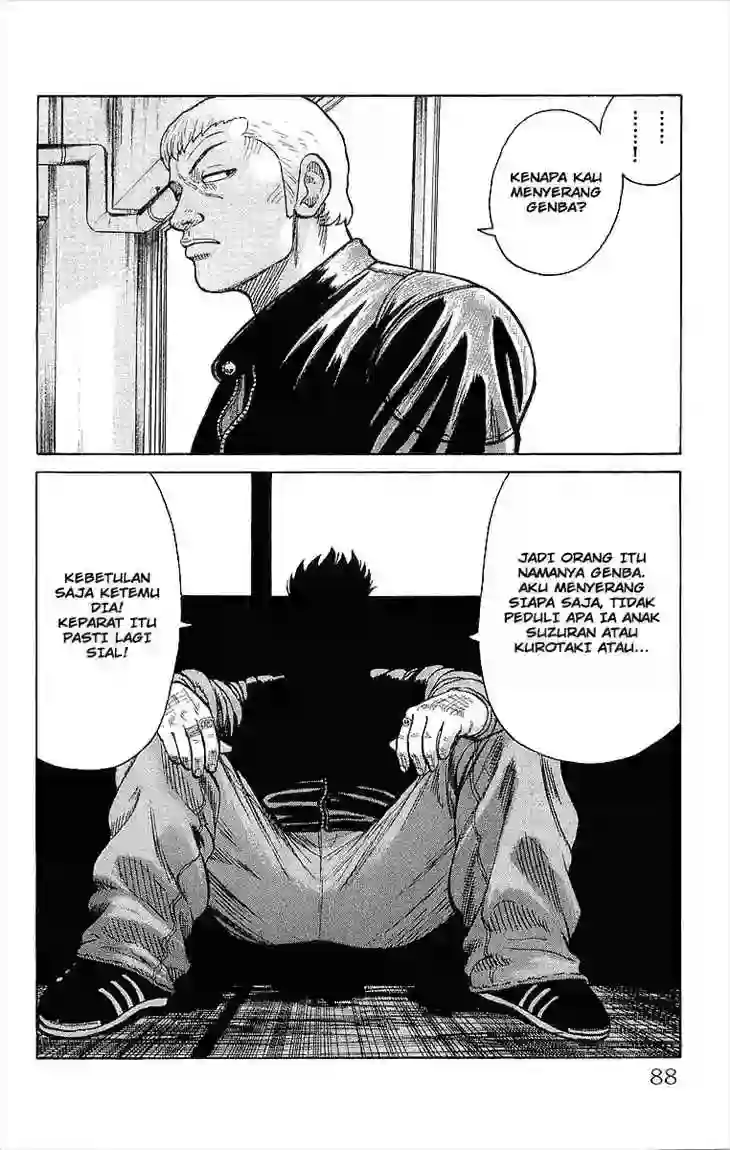 .......!
KENAPA KAU
MENYERANG
GENBA?
JADI ORANG ITU
NAMANYA GENBA.
AKU MENYERANG
SIAPA SAJA, TIDAK
PEDULI APA IA ANAK
SUZURAN ATAU
KUROTAKI ATAU...
KEBETULAN
SAJA KETEMU
DIA!
KEPARAT ITU
PASTI LAGI
SIAL!
88